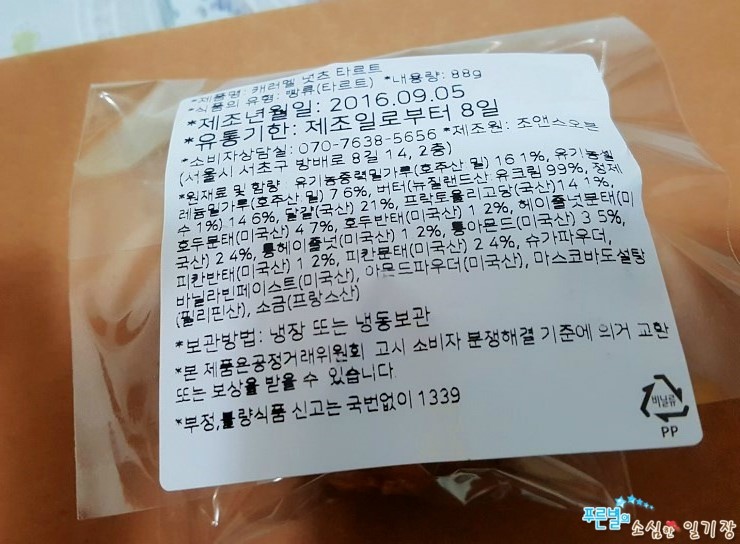 *제품명: 캐러멜 넛츠 타르트
*식품의 유형: 빵류(타르트) *내용량: 88g
*제조년월일: 2016.09.05
*유통기한: 제조일로부터 8일
*소비자상담실: 070-7638-5656 *제조원: 조앤스오븐
(서울시 서초구 방배로 8길 14, 2층)
*원재료 및 함량 유기농중력밀가루(호주산 밀) 16 1%, 유기농휠
레듐밀가루(호주산 밀) 7 6%, 버터(뉴질랜드산 유크림 99%, 정제
수 1%) 14 6%, 달걀(국산) 21%, 프락토올리고당(국산)14 1%,
호두분태(미국산) 4 7%, 호두반태(미국산) 1 2%, 헤이즐넛분태(미
국산) 2 4%, 통헤이즐넛(미국산) 1 2%, 통아몬드(미국산) 3 5%,
피칸반태(미국산) 1 2%, 피칸분태(미국산) 2 4%, 슈가파우더,
바닐라빈페이스트(미국산), 아몬드파우더(미국산), 마스코바도설탕
(필리핀산), 소금(프랑스산)
*보관방법: 냉장 또는 냉동보관
*본 제품은공정거래위원회 고시 소비자 분쟁해결 기준에 의거 교환
또는 보상을 받을 수 있습니다
*부정,불량식품 신고는 국번없이 1339
비닐류
PP
푸른별의 소심한 일기장